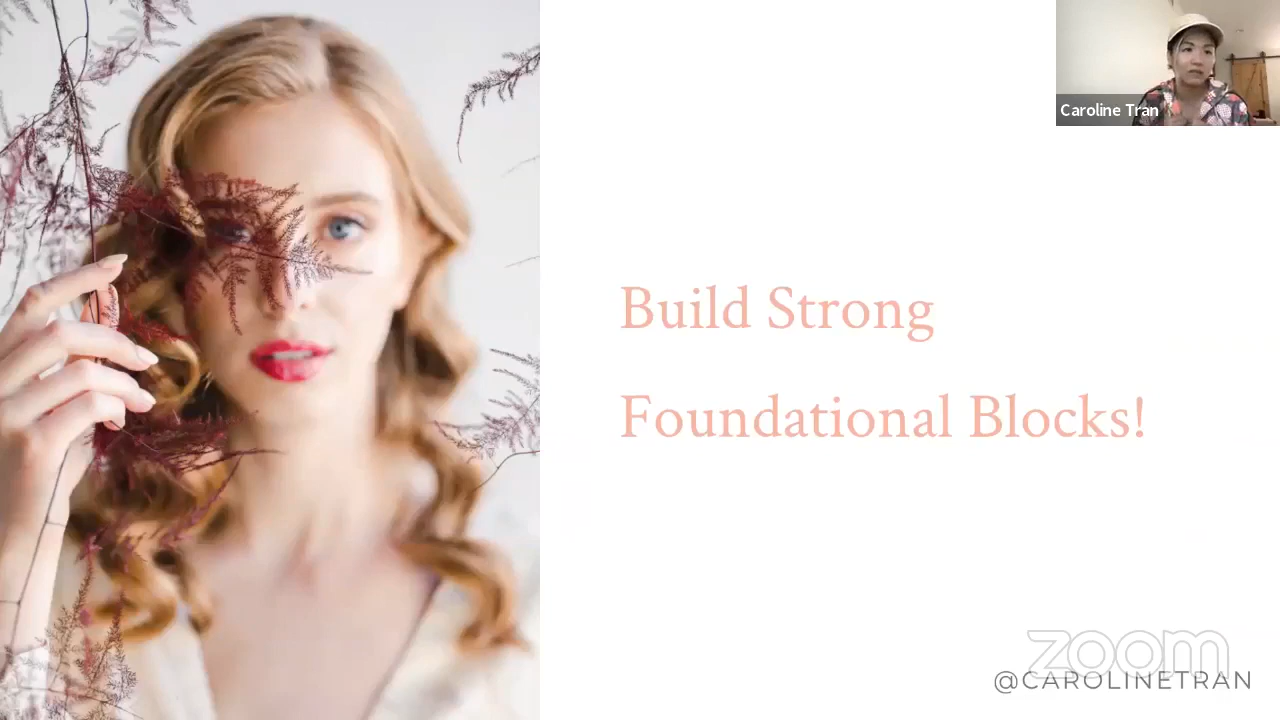 Caroline Tran
Build Strong
Foundational Blocks!
zoom
@CAROLINETRAN